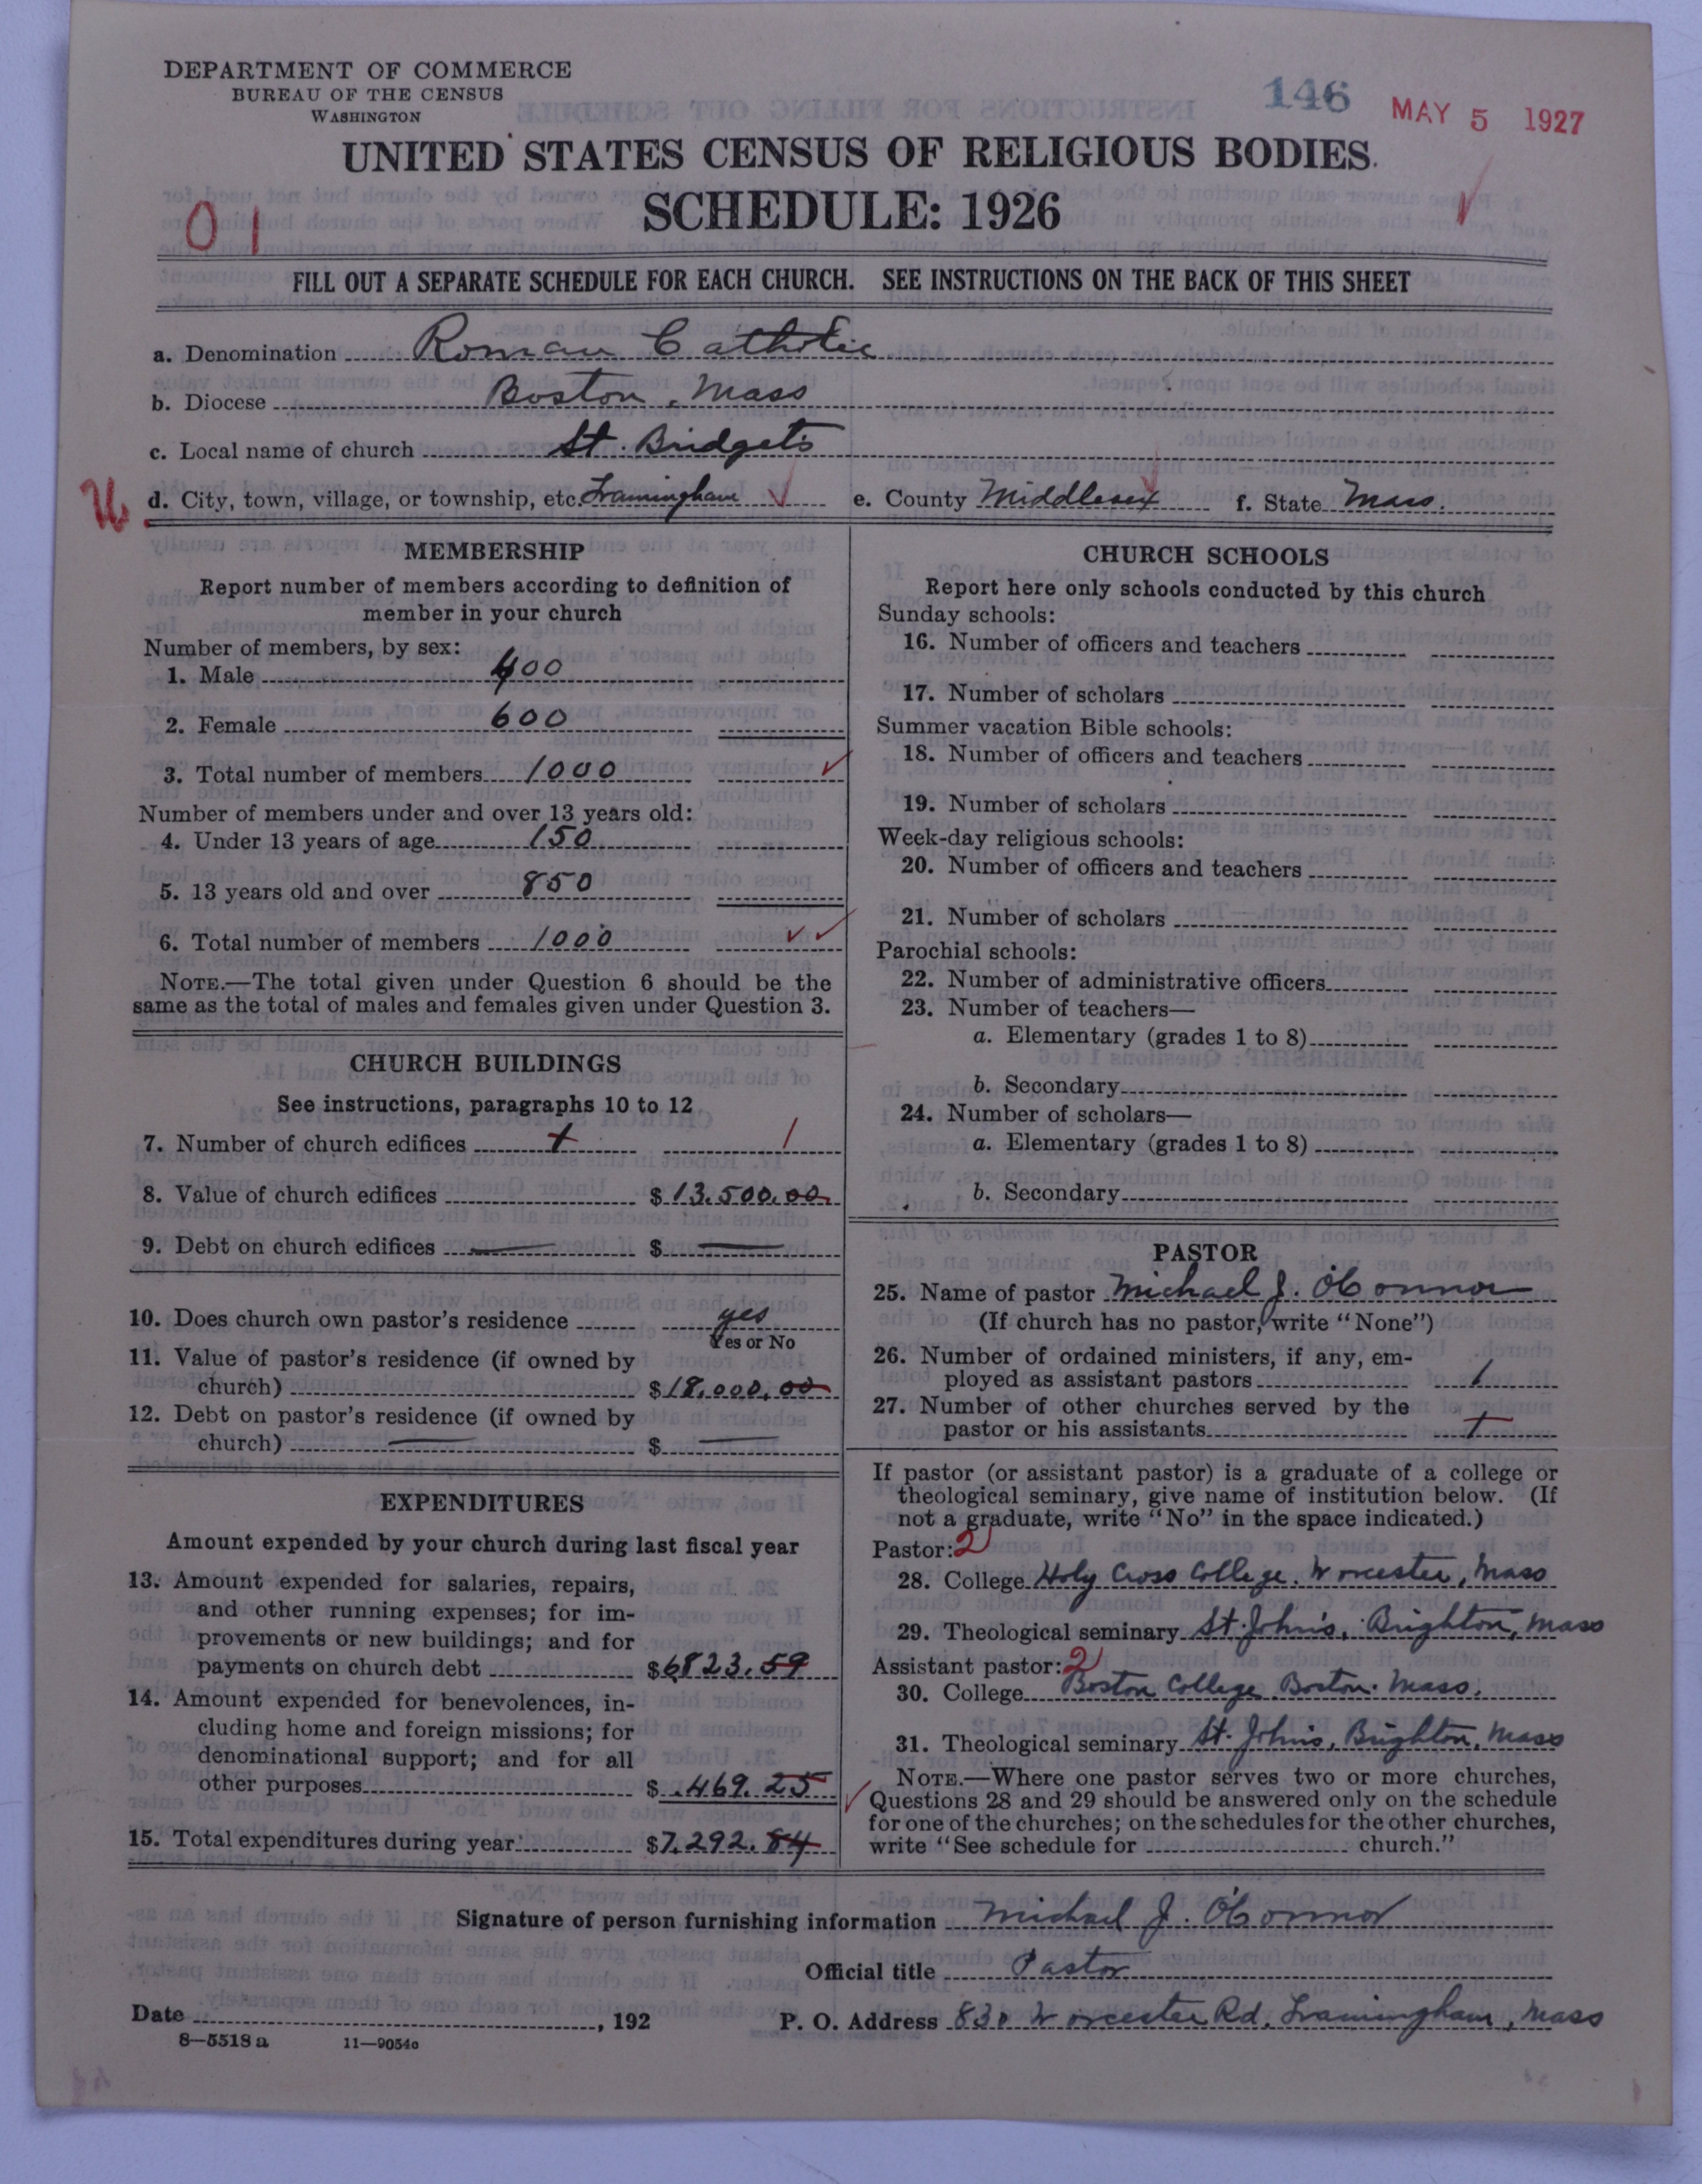 DEPARTMENT OF COMMERCE
BUREAU OF THE CENSUS
WASHINGTON
146 MAY 5 1927
UNITED STATES CENSUS OF RELIGIOUS BODIES.
SCHEDULE: 1926
01
FILL OUT A SEPARATE SCHEDULE FOR EACH CHURCH. SEE INSTRUCTIONS ON THE BACK OF THIS SHEET
a. Denomination Roman Catholic
b. Diocese Boston, Mass
c. Local name of church St. Bridget's
d. City, town, village, or township, etc. Framingham e. County Middlesex f. State Mass.
MEMBERSHIP
Report number of members according to definition of
member in your church
Number of members, by sex:
1. Male 400
2. Female 600
3. Total number of members 1000
Number of members under and over 13 years old:
4. Under 13 years of age 150
5. 13 years old and over 850
6. Total number of members 1000
NOTE.—The total given under Question 6 should be the
same as the total of males and females given under Question 3.
CHURCH BUILDINGS
See instructions, paragraphs 10 to 12
7. Number of church edifices 1 1
8. Value of church edifices $13,500.00
9. Debt on church edifices — $ —
10. Does church own pastor's residence yes
Yes or No
11. Value of pastor's residence (if owned by
church) $18,000.00
12. Debt on pastor's residence (if owned by
church) — $ —
EXPENDITURES
Amount expended by your church during last fiscal year
13. Amount expended for salaries, repairs,
and other running expenses; for im-
provements or new buildings; and for
payments on church debt $6823.59
14. Amount expended for benevolences, in-
cluding home and foreign missions; for
denominational support; and for all
other purposes $469.25
15. Total expenditures during year $7,292.84
CHURCH SCHOOLS
Report here only schools conducted by this church
Sunday schools:
16. Number of officers and teachers
17. Number of scholars
Summer vacation Bible schools:
18. Number of officers and teachers
19. Number of scholars
Week-day religious schools:
20. Number of officers and teachers
21. Number of scholars
Parochial schools:
22. Number of administrative officers
23. Number of teachers—
a. Elementary (grades 1 to 8)
b. Secondary
24. Number of scholars—
a. Elementary (grades 1 to 8)
b. Secondary
PASTOR
25. Name of pastor Michael J. O'Connor
(If church has no pastor, write "None")
26. Number of ordained ministers, if any, em-
ployed as assistant pastors 1
27. Number of other churches served by the
pastor or his assistants 1
If pastor (or assistant pastor) is a graduate of a college or
theological seminary, give name of institution below. (If
not a graduate, write "No" in the space indicated.)
Pastor: 2
28. College Holy Cross College, Worcester, Mass
29. Theological seminary St. John's, Brighton, Mass
Assistant pastor: 2
30. College Boston College, Boston. Mass.
31. Theological seminary St. John's, Brighton, Mass
NOTE.—Where one pastor serves two or more churches,
Questions 28 and 29 should be answered only on the schedule
for one of the churches; on the schedules for the other churches,
write "See schedule for church."
Signature of person furnishing information Michael J. O'Connor
Official title Pastor
Date , 192 P. O. Address 830 Worcester Rd, Framingham, Mass
8—5518 a 11—9054o